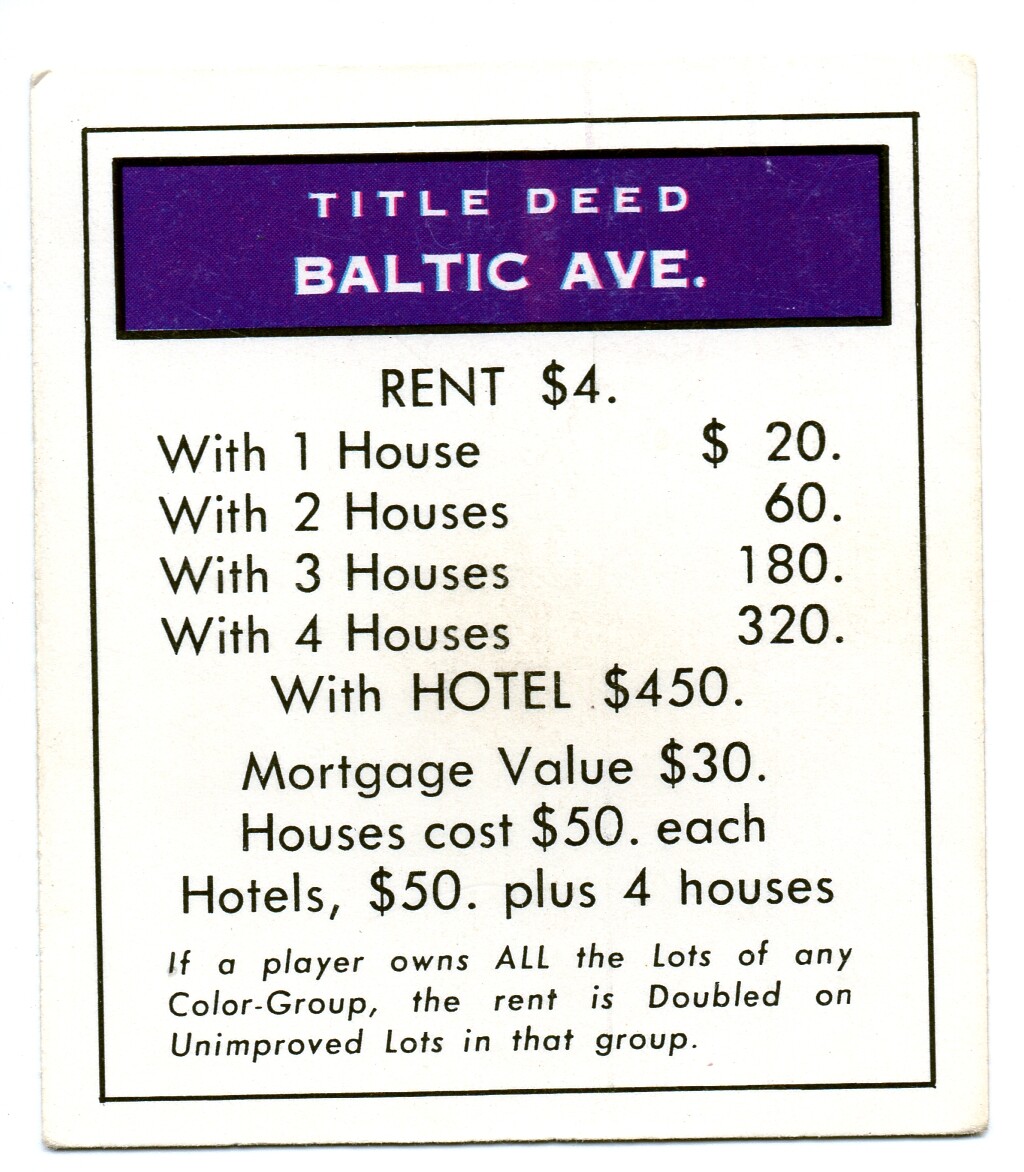 TITLE DEED
BALTIC AVE.
RENT $4.
With 1 House $ 20.
With 2 Houses 60.
With 3 Houses 180.
With 4 Houses 320.
With HOTEL $450.
Mortgage Value $30.
Houses cost $50. each
Hotels, $50. plus 4 houses
If a player owns ALL the Lots of any
Color-Group, the rent is Doubled on
Unimproved Lots in that group.